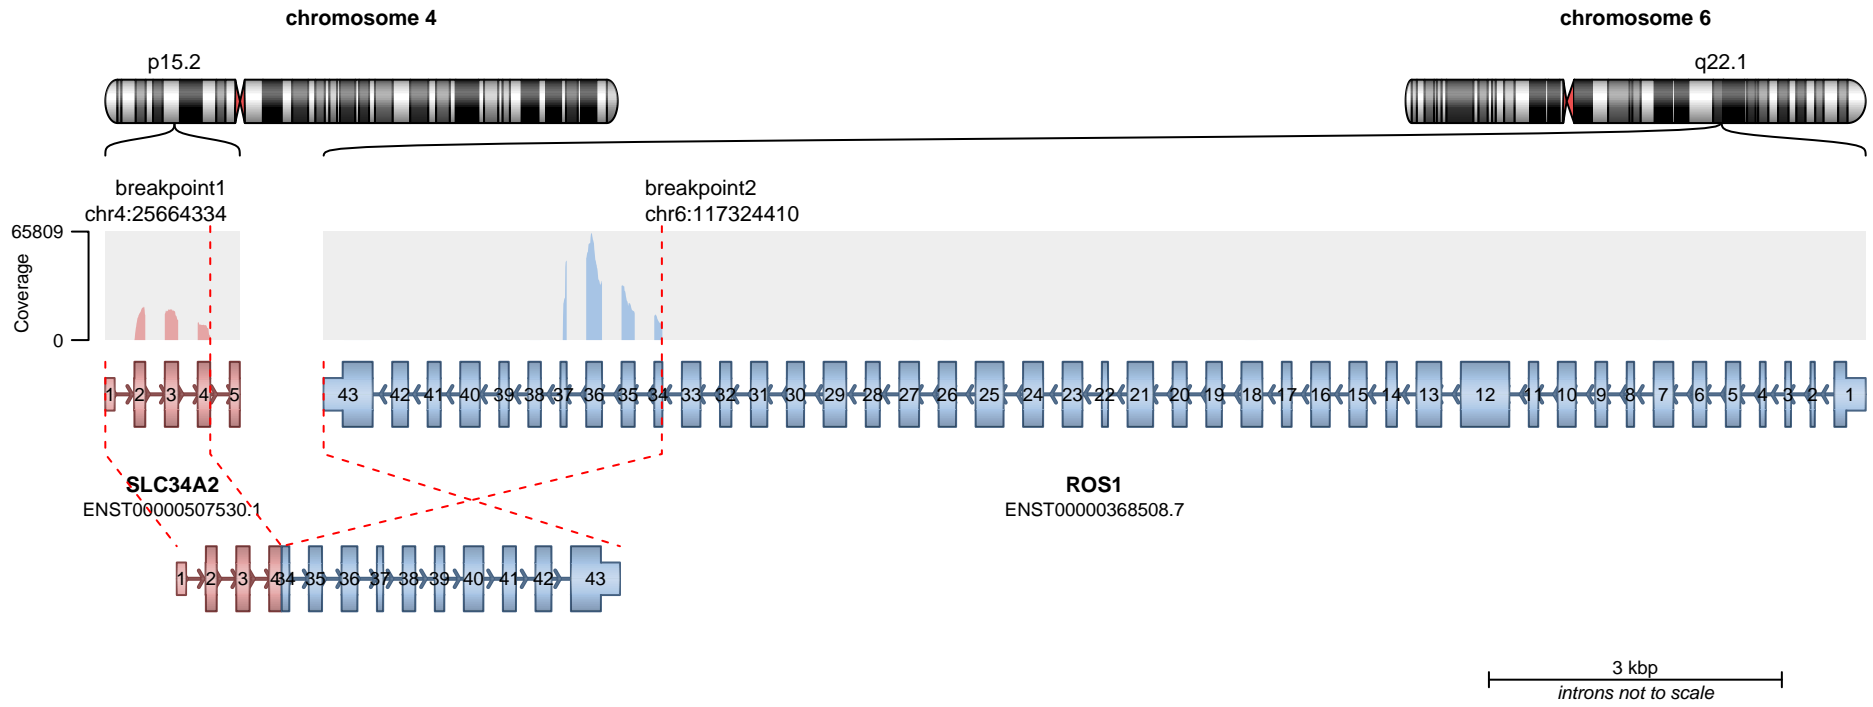 chromosome 4
chromosome 6
p15.2
q22.1
breakpoint1
chr4:25664334
breakpoint2
chr6:117324410
65809
Coverage
0
1 2 3 4 5
43 42 41 40 39 38 37 36 35 34 33 32 31 30 29 28 27 26 25 24 23 22 21 20 19 18 17 16 15 14 13 12 11 10 9 8 7 6 5 4 3 2 1
SLC34A2
ENST00000507530.1
ROS1
ENST00000368508.7
1 2 3 4 34 35 36 37 38 39 40 41 42 43
3 kbp
introns not to scale